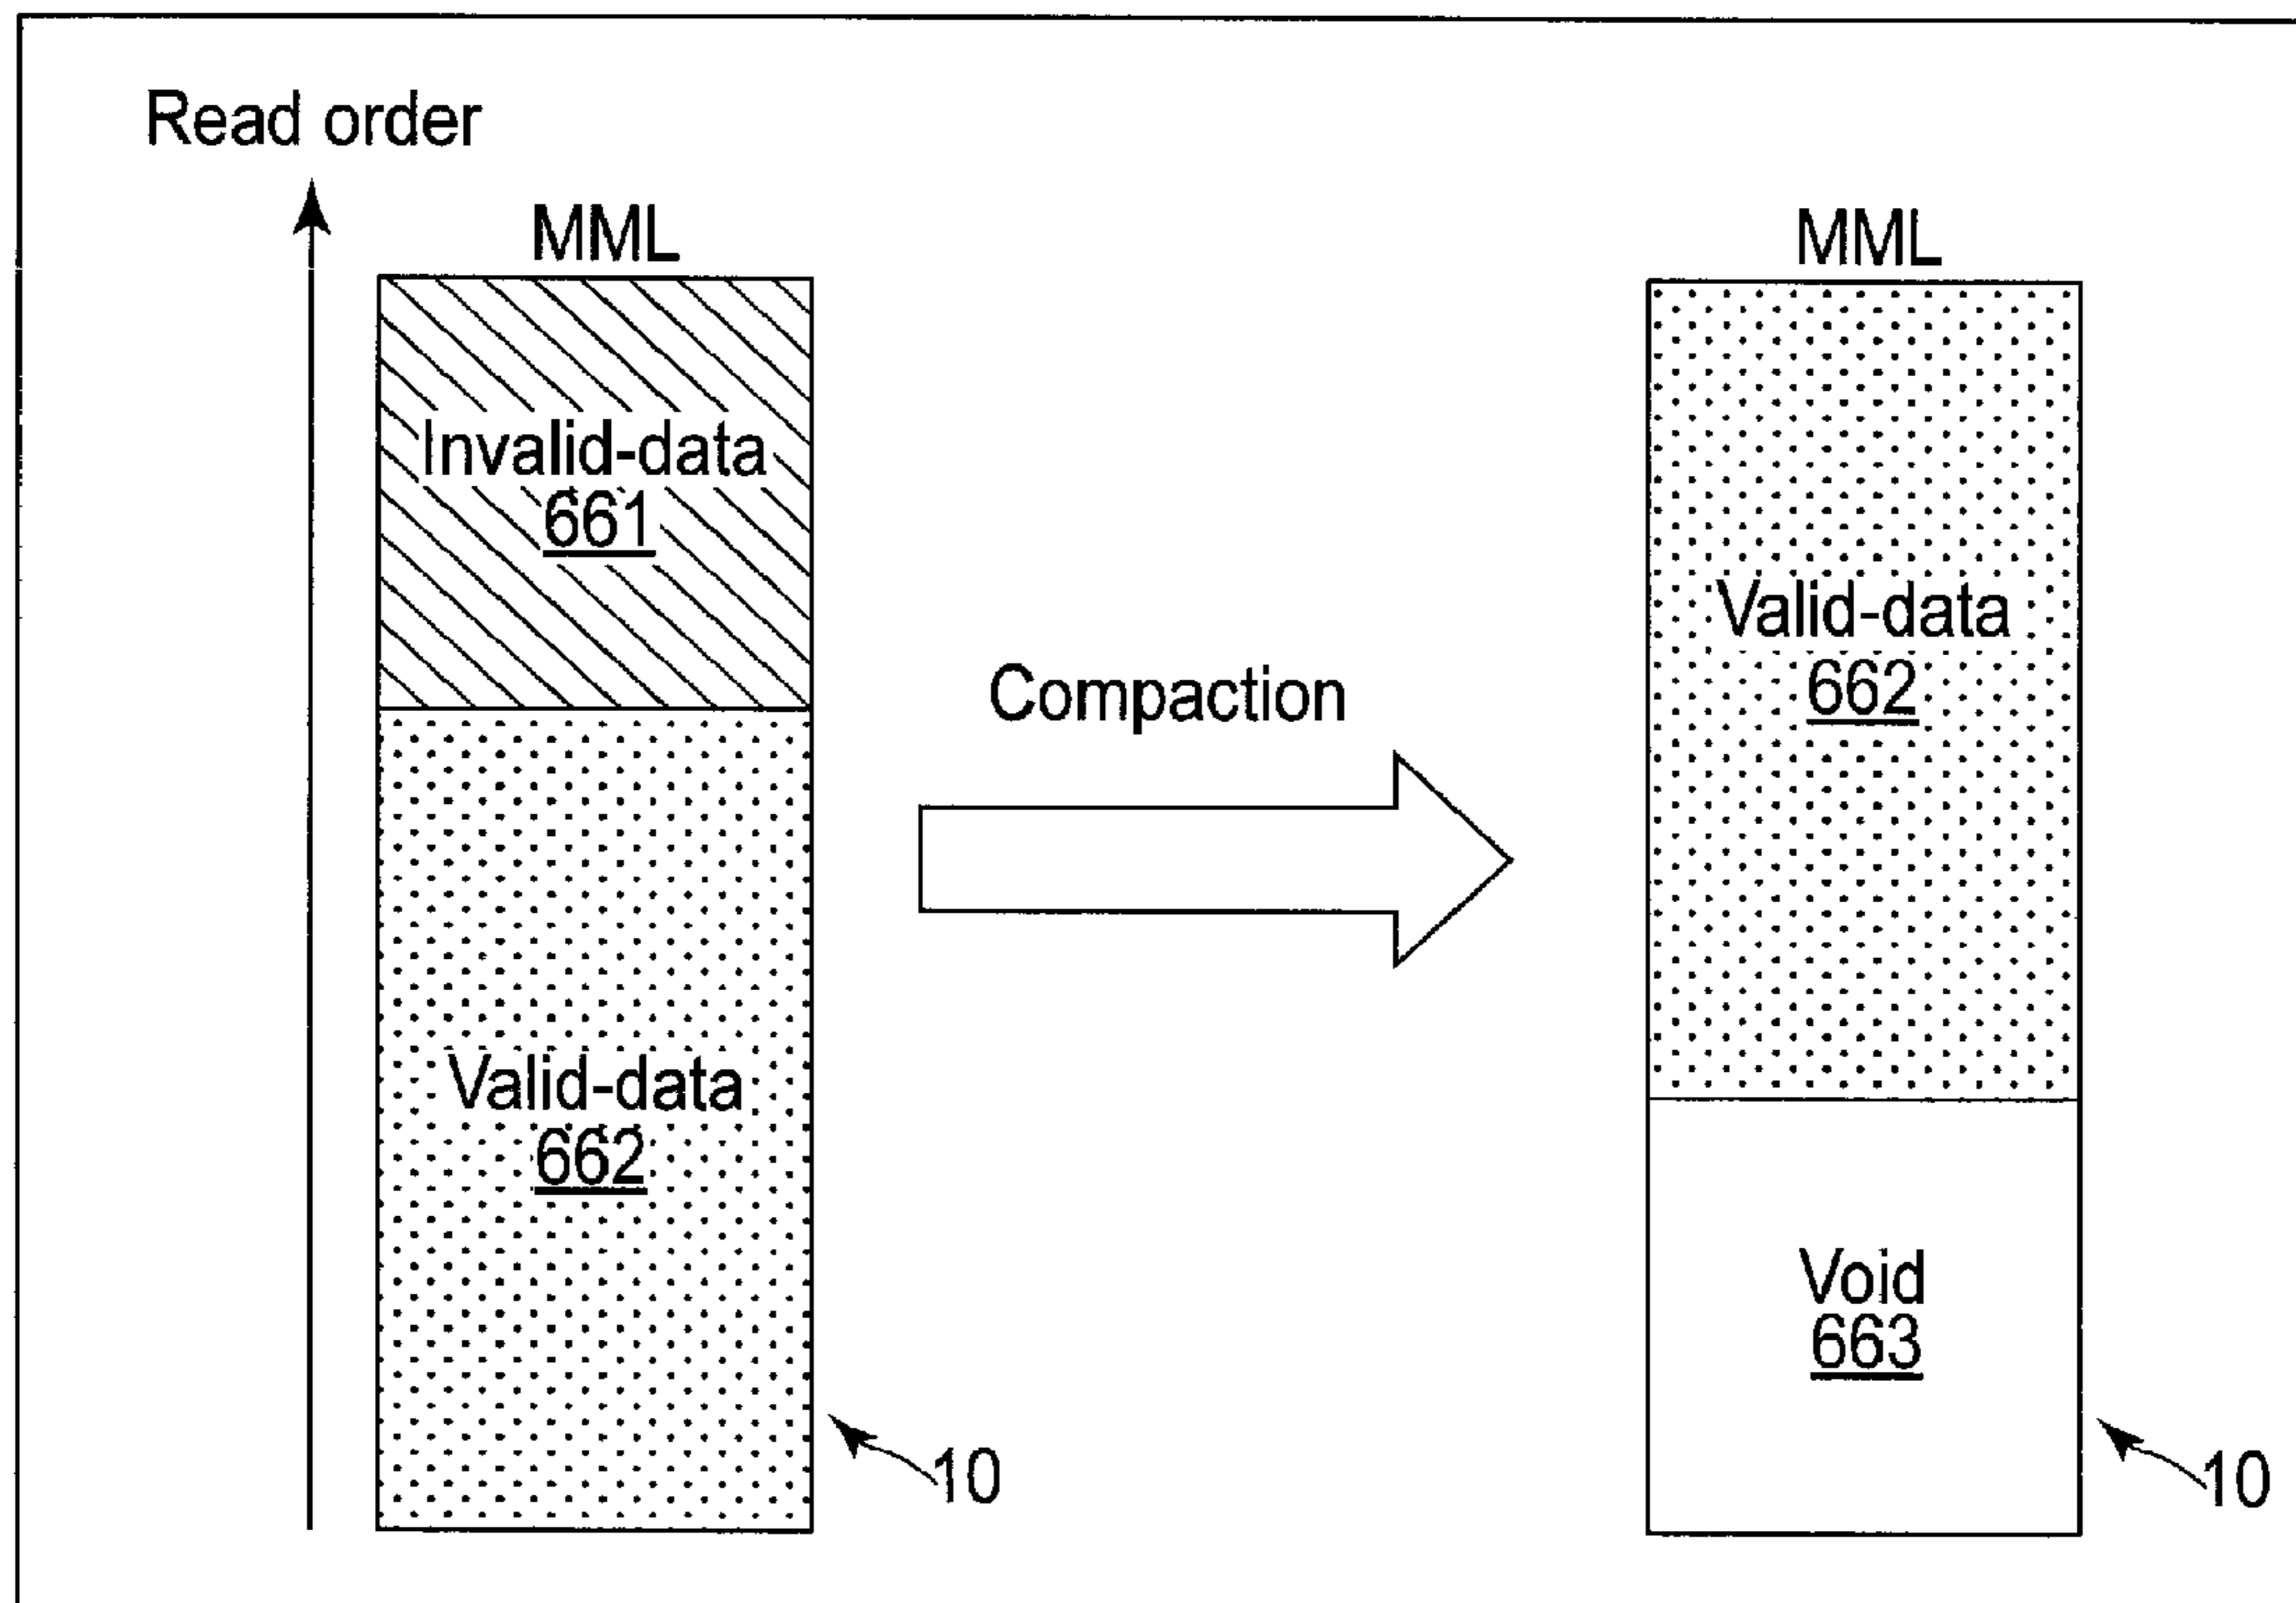 Read order
MML
Invalid-data
661
Valid-data
662
10
Compaction
MML
Valid-data
662
Void
663
10